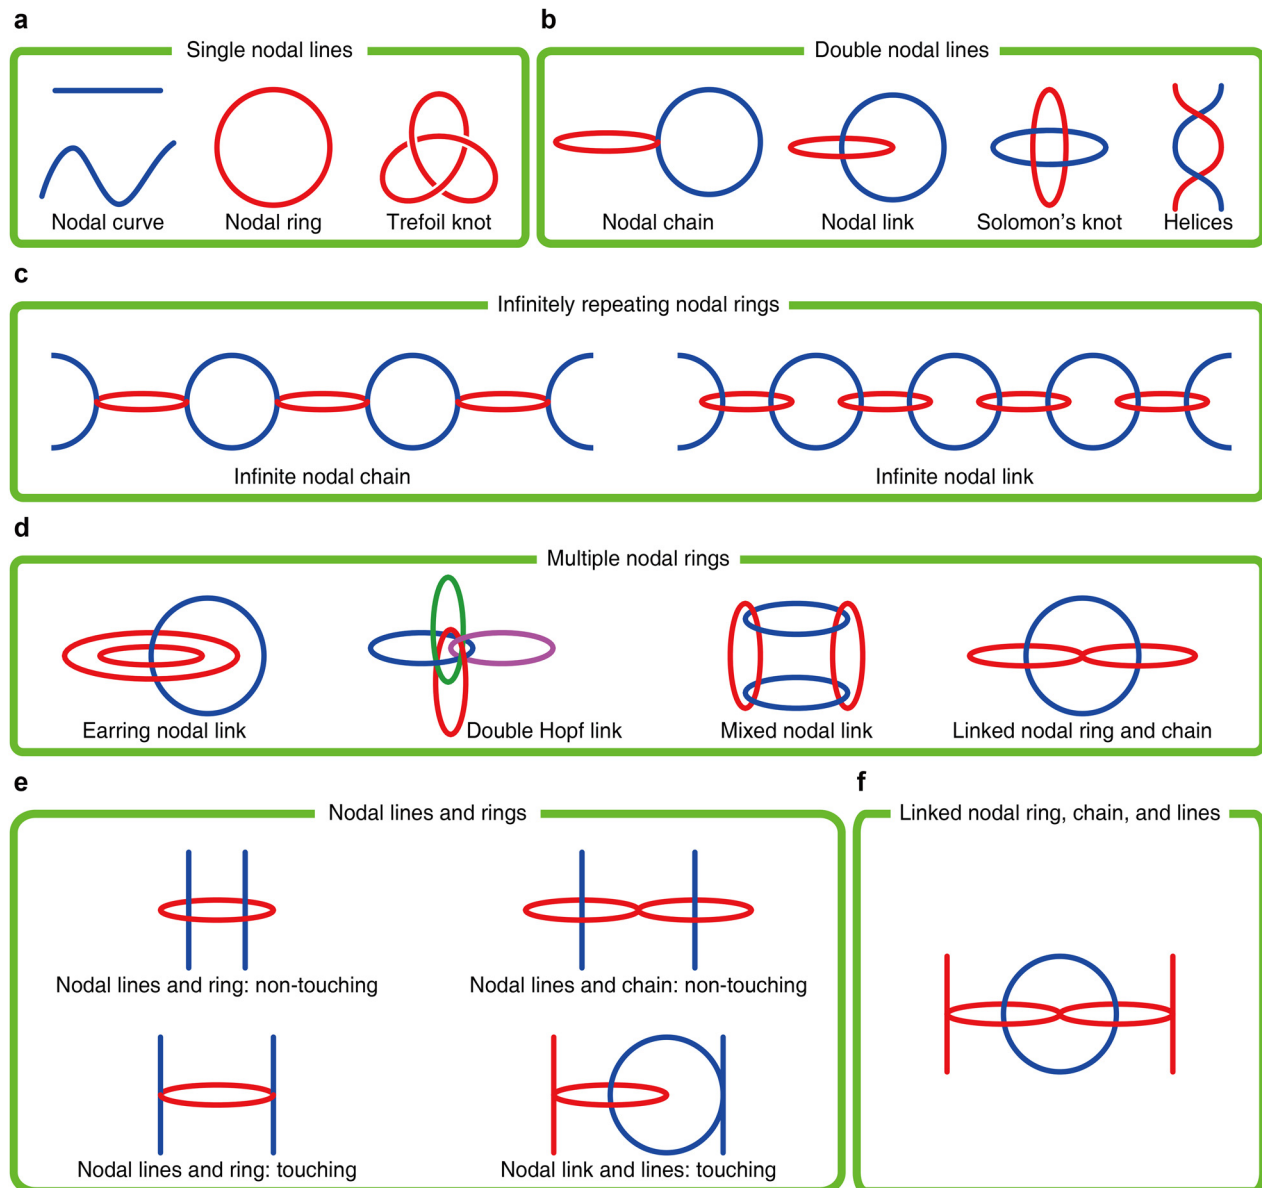 a
Single nodal lines
Nodal curve
Nodal ring
Trefoil knot
b
Double nodal lines
Nodal chain
Nodal link
Solomon's knot
Helices
c
Infinitely repeating nodal rings
Infinite nodal chain
Infinite nodal link
d
Multiple nodal rings
Earring nodal link
Double Hopf link
Mixed nodal link
Linked nodal ring and chain
e
Nodal lines and rings
Nodal lines and ring: non-touching
Nodal lines and chain: non-touching
Nodal lines and ring: touching
Nodal link and lines: touching
f
Linked nodal ring, chain, and lines